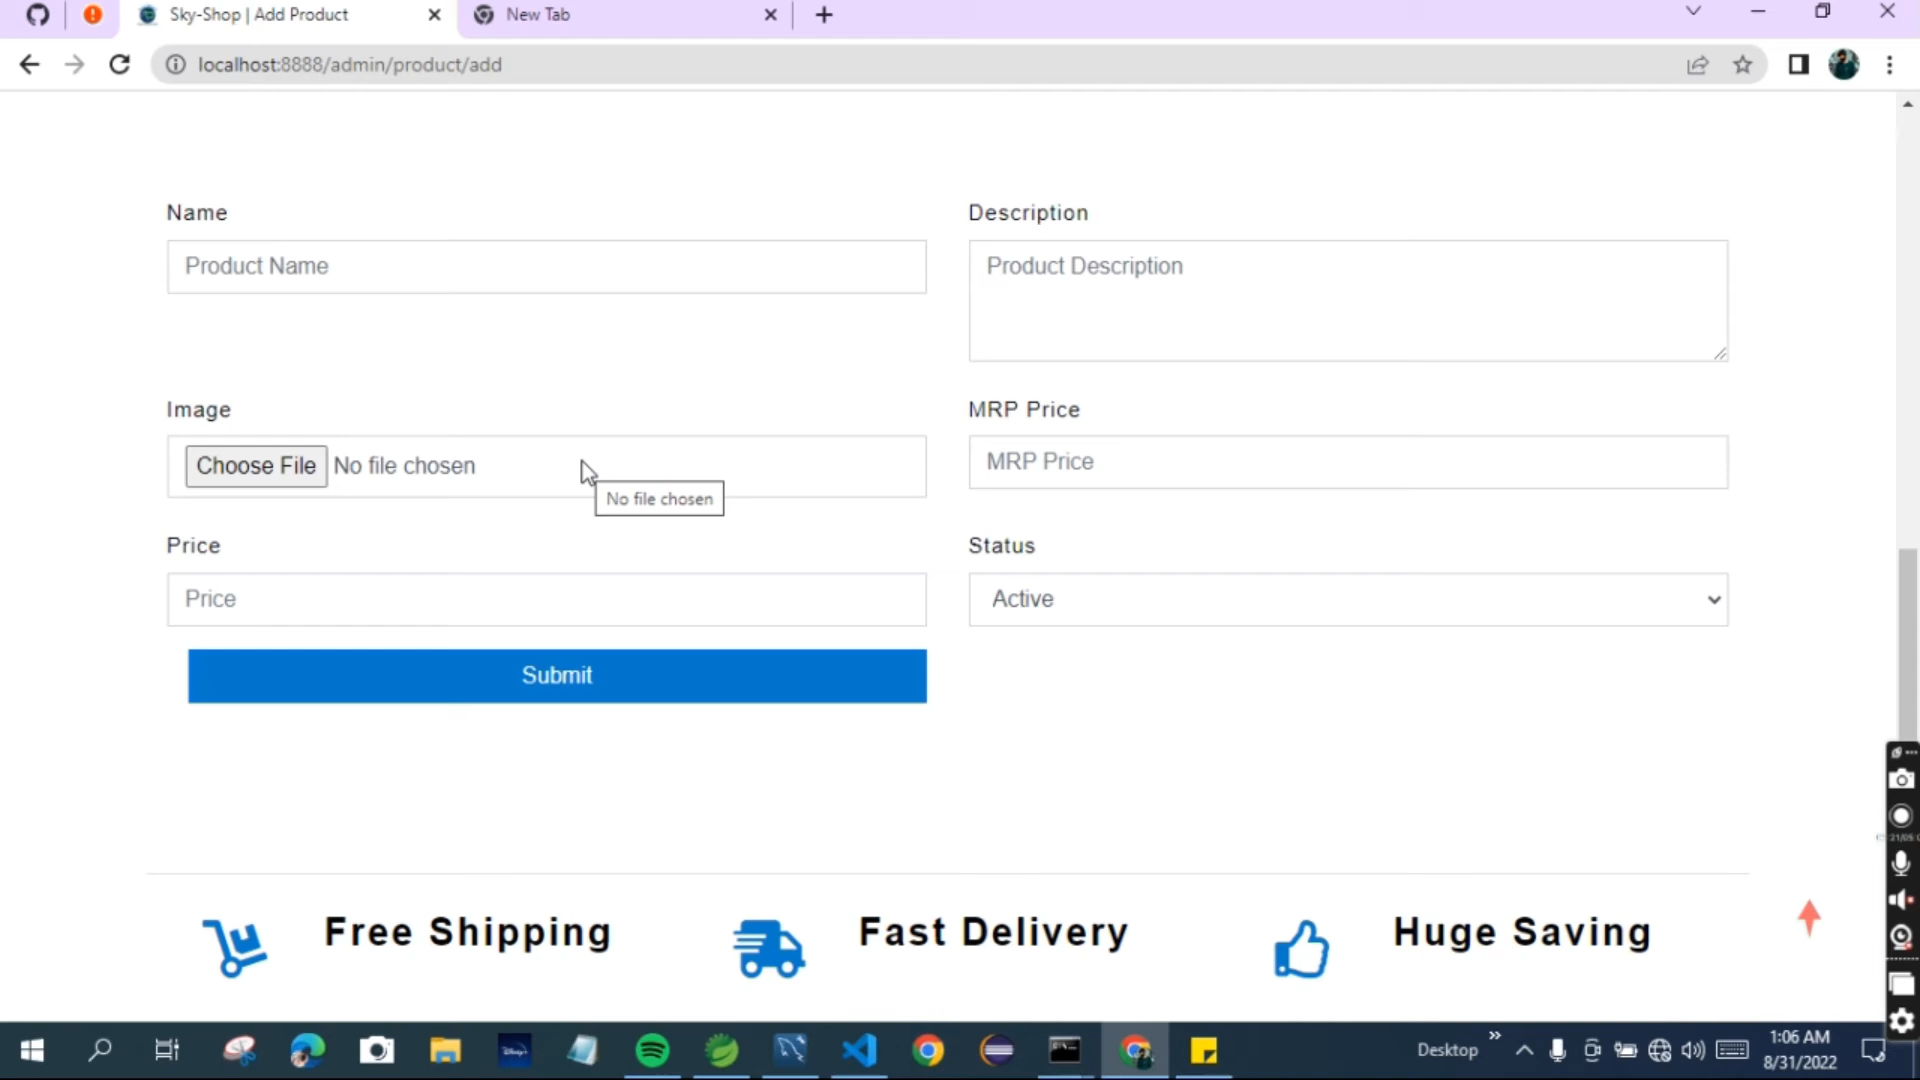 Sky-Shop | Add Product
New Tab
localhost:8888/admin/product/add
Name
Description
Product Name
Product Description
Image
MRP Price
Choose File No file chosen
MRP Price
No file chosen
Price
Status
Price
Active
Submit
Free Shipping
Fast Delivery
Huge Saving
Desktop
1:06 AM
8/31/2022